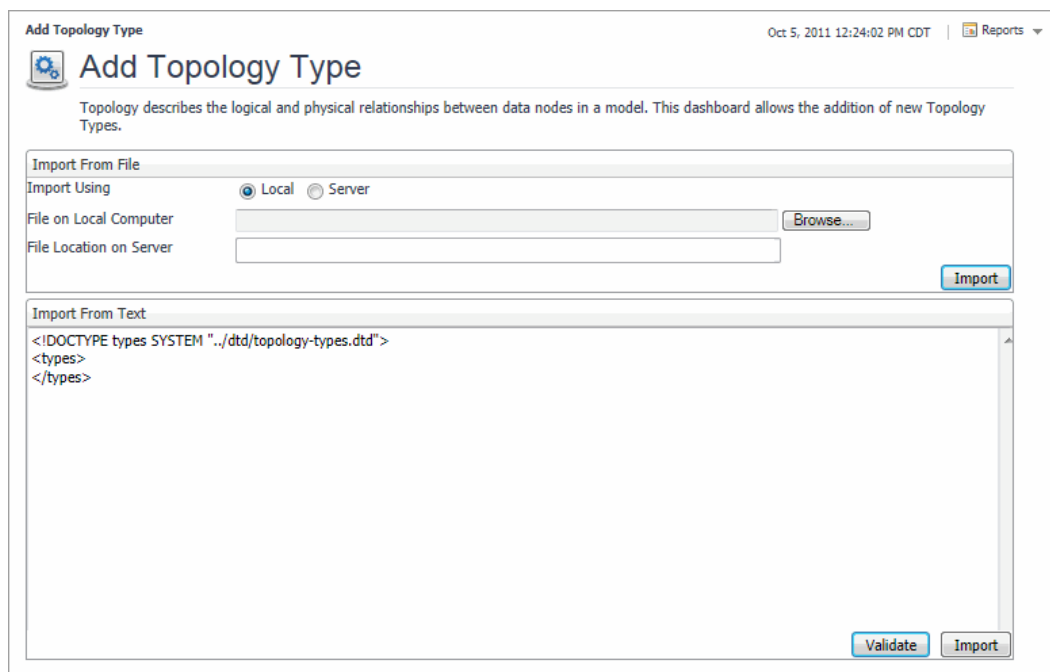 Add Topology Type
Oct 5, 2011 12:24:02 PM CDT | Reports
Add Topology Type
Topology describes the logical and physical relationships between data nodes in a model. This dashboard allows the addition of new Topology
Types.
Import From File
Import Using Local Server
File on Local Computer Browse...
File Location on Server
Import
Import From Text
<!DOCTYPE types SYSTEM "../dtd/topology-types.dtd">
<types>
</types>
Validate Import